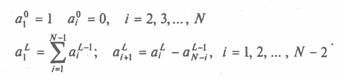 a_1^0 = 1   a_i^0 = 0,   i = 2, 3, ..., N
a_1^L = \sum_{i=1}^{N-1} a_i^{L-1};   a_{i+1}^L = a_i^L - a_{N-i}^{L-1},   i = 1, 2, ..., N - 2